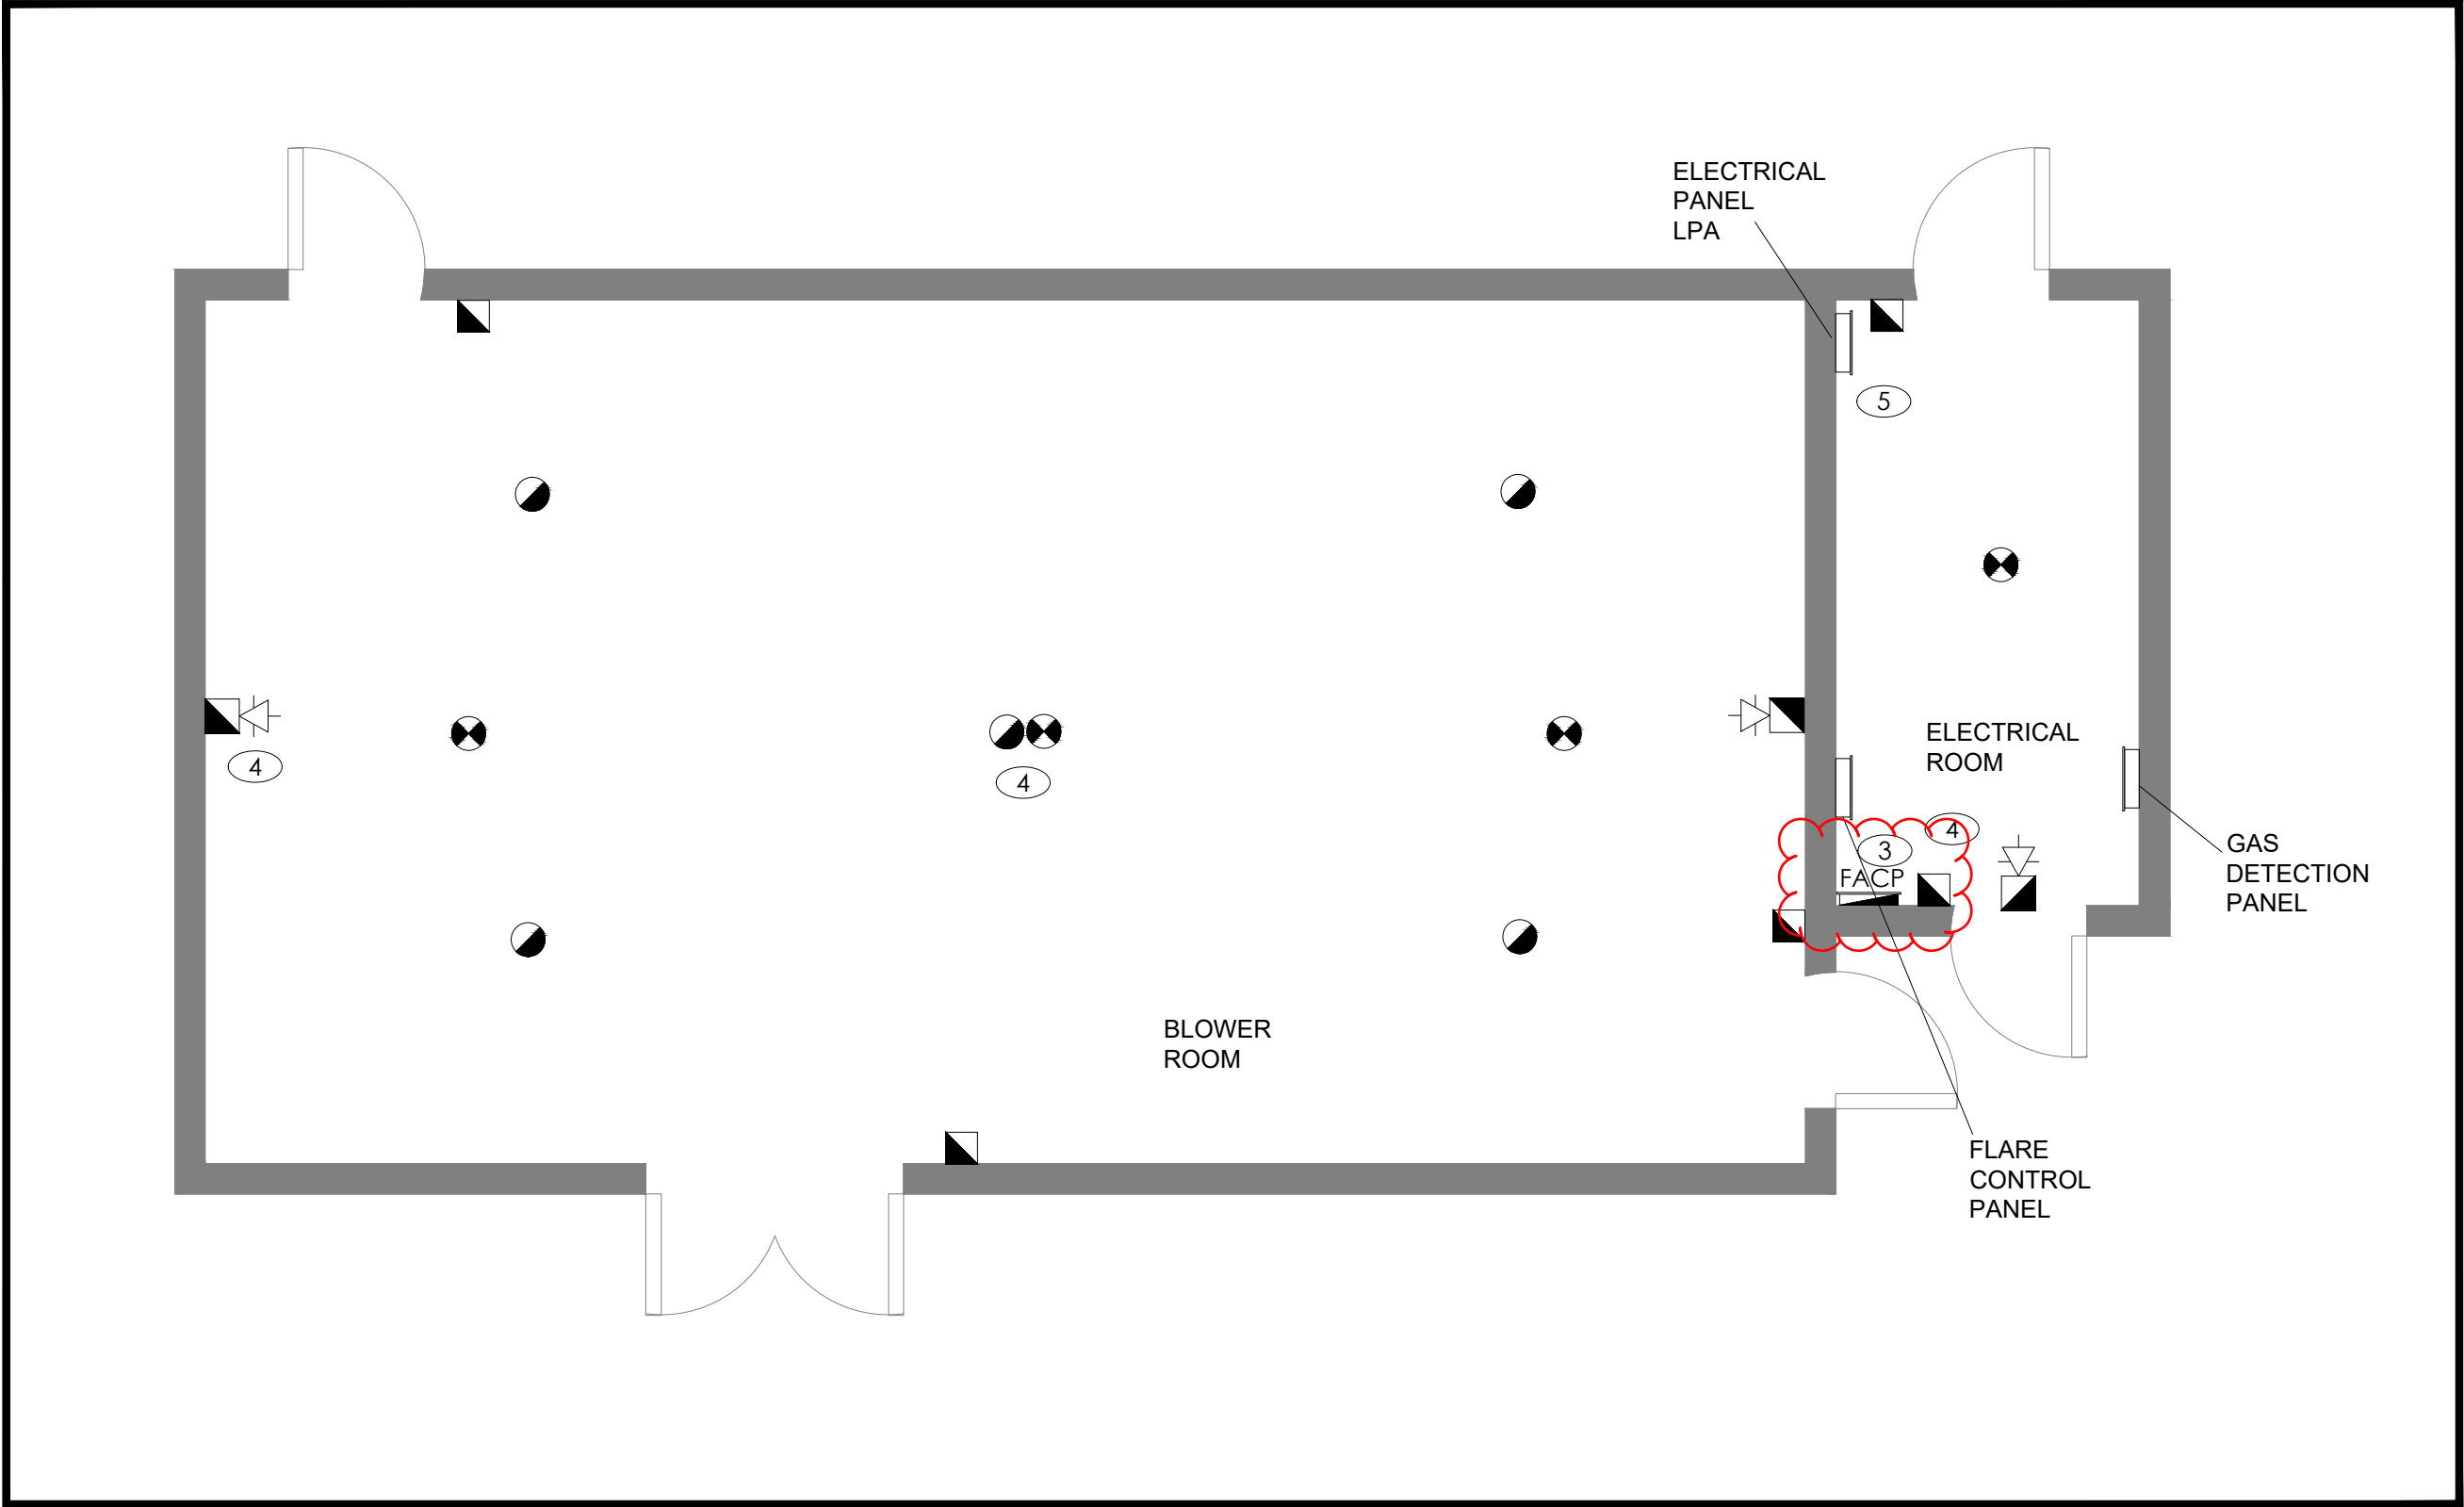 ELECTRICAL
PANEL
LPA
5
4
4
ELECTRICAL
ROOM
4
3
FACP
GAS
DETECTION
PANEL
BLOWER
ROOM
FLARE
CONTROL
PANEL